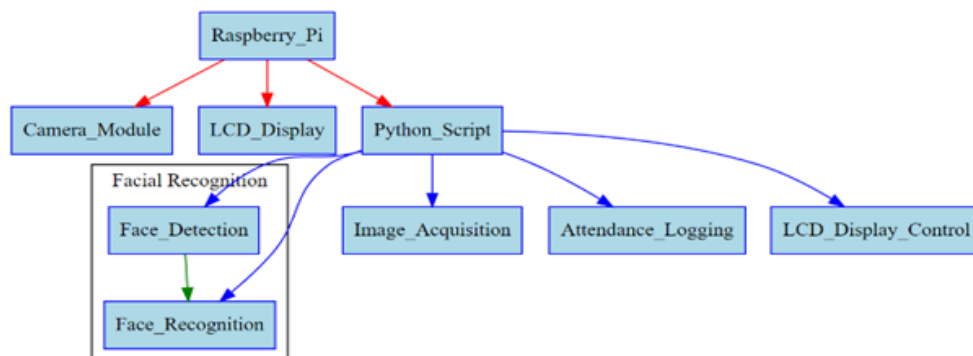 Raspberry_Pi
Camera_Module
LCD_Display
Python_Script
Facial Recognition
Face_Detection
Image_Acquisition
Attendance_Logging
LCD_Display_Control
Face_Recognition